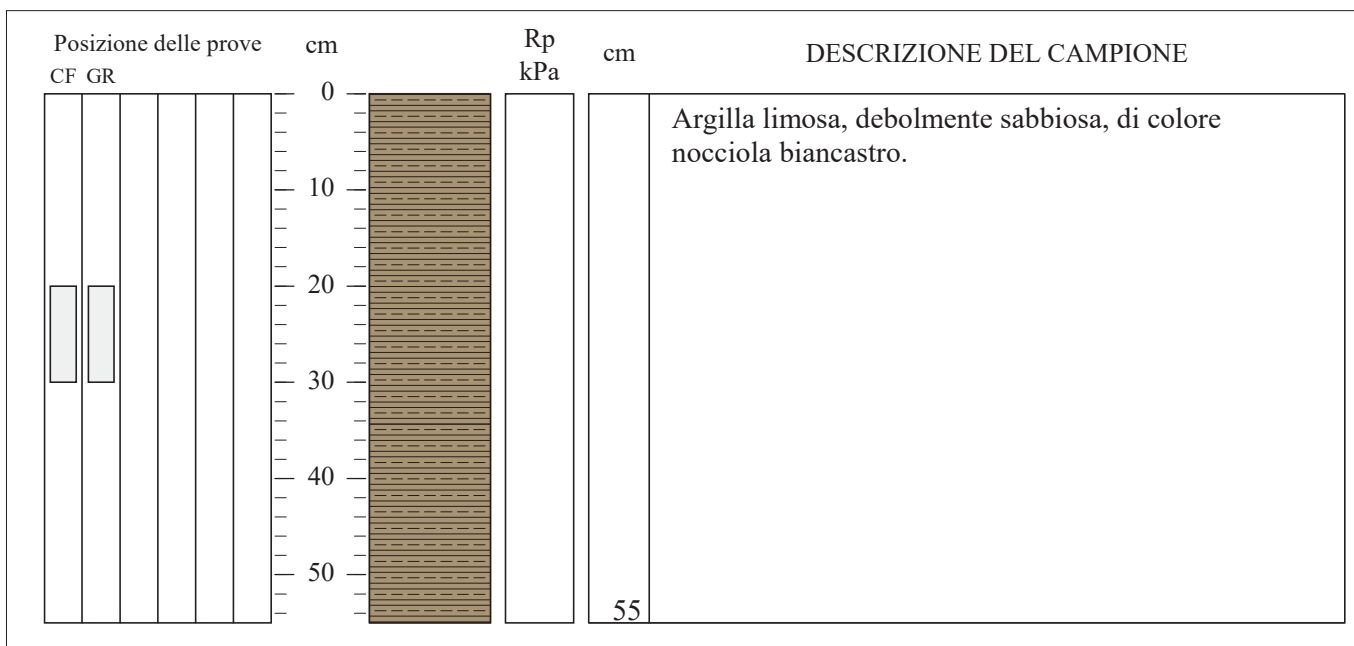 Posizione delle prove
cm
Rp
kPa
cm
DESCRIZIONE DEL CAMPIONE
CF GR
0
10
20
30
40
50
55
Argilla limosa, debolmente sabbiosa, di colore
nocciola biancastro.